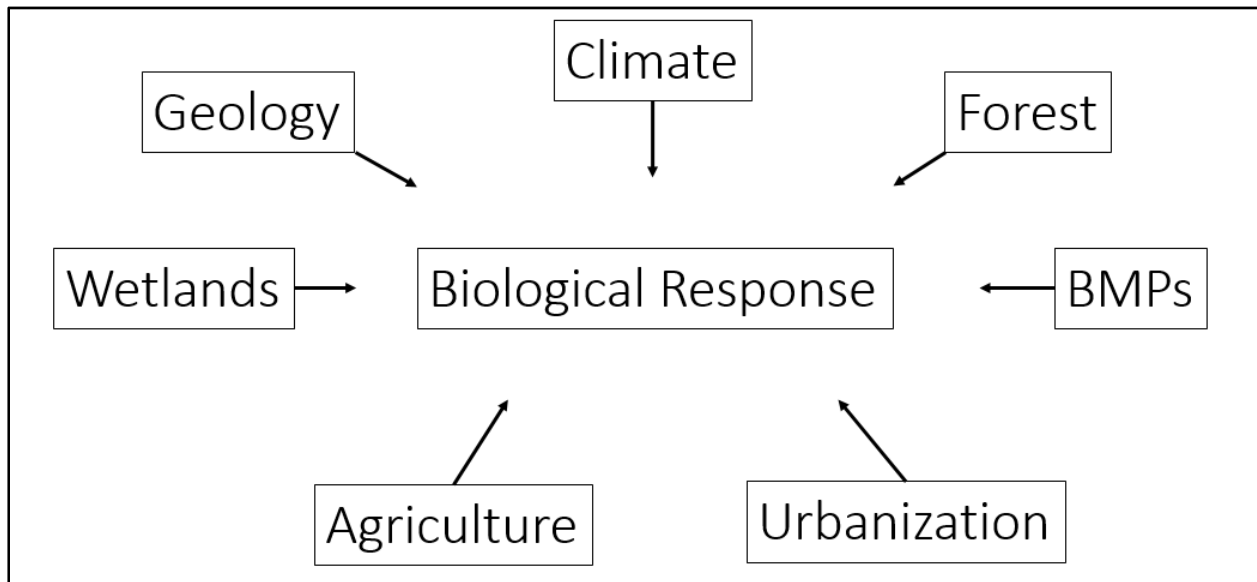 Climate
Geology
Forest
Wetlands
Biological Response
BMPs
Agriculture
Urbanization